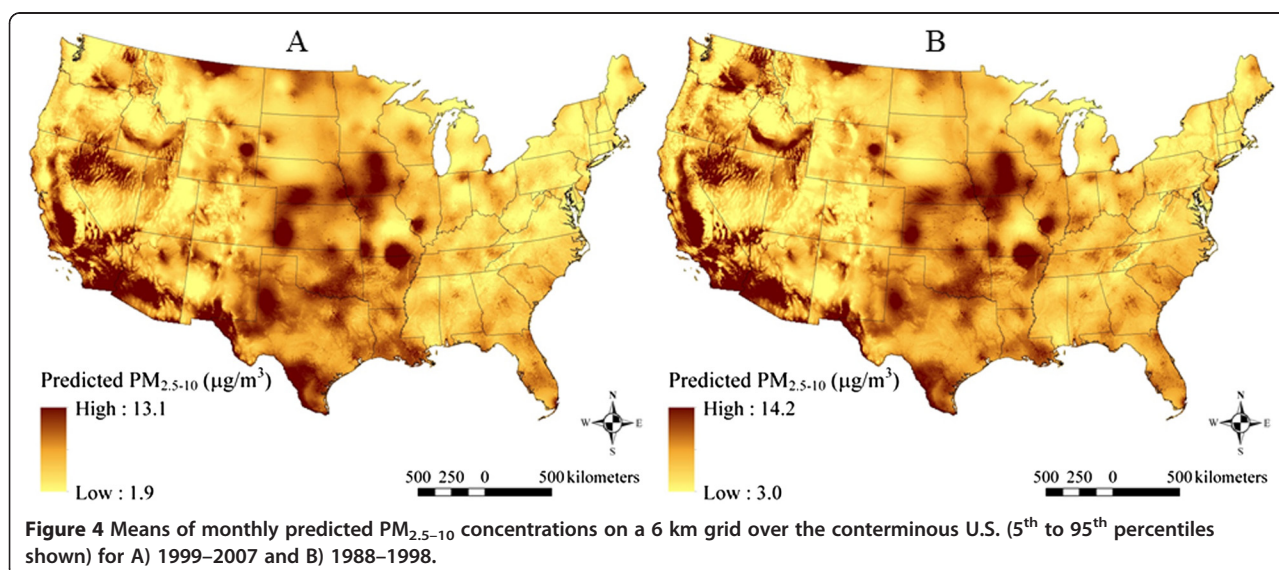 A
B
Predicted PM2.5-10 (µg/m3)
High : 13.1
Low : 1.9
N
W E
S
500 250 0 500 kilometers
Predicted PM2.5-10 (µg/m3)
High : 14.2
Low : 3.0
N
W E
S
500 250 0 500 kilometers
Figure 4 Means of monthly predicted PM2.5–10 concentrations on a 6 km grid over the conterminous U.S. (5th to 95th percentiles
shown) for A) 1999–2007 and B) 1988–1998.